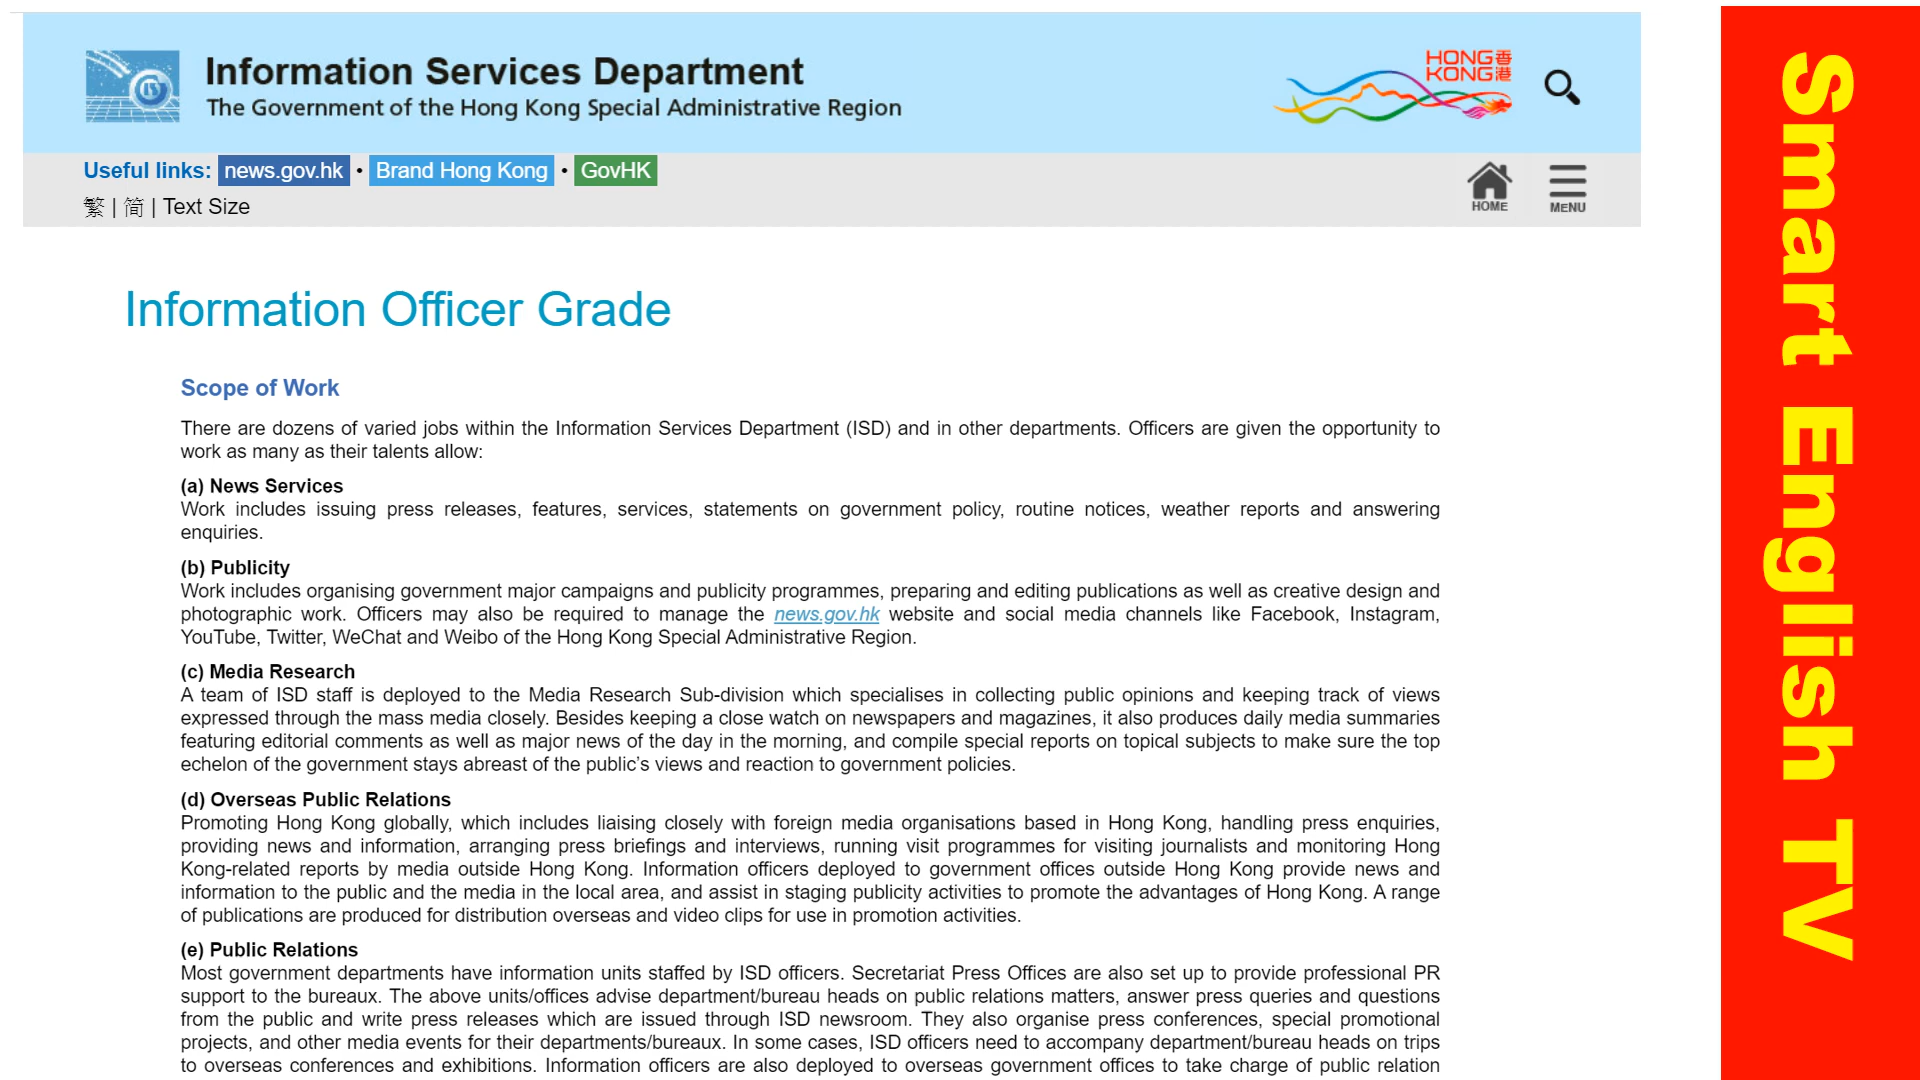 Information Services Department
The Government of the Hong Kong Special Administrative Region
HONG香
KONG港
Useful links: news.gov.hk • Brand Hong Kong • GovHK
繁 | 简 | Text Size
HOME
MENU
Information Officer Grade
Scope of Work
There are dozens of varied jobs within the Information Services Department (ISD) and in other departments. Officers are given the opportunity to
work as many as their talents allow:
(a) News Services
Work includes issuing press releases, features, services, statements on government policy, routine notices, weather reports and answering
enquiries.
(b) Publicity
Work includes organising government major campaigns and publicity programmes, preparing and editing publications as well as creative design and
photographic work. Officers may also be required to manage the news.gov.hk website and social media channels like Facebook, Instagram,
YouTube, Twitter, WeChat and Weibo of the Hong Kong Special Administrative Region.
(c) Media Research
A team of ISD staff is deployed to the Media Research Sub-division which specialises in collecting public opinions and keeping track of views
expressed through the mass media closely. Besides keeping a close watch on newspapers and magazines, it also produces daily media summaries
featuring editorial comments as well as major news of the day in the morning, and compile special reports on topical subjects to make sure the top
echelon of the government stays abreast of the public's views and reaction to government policies.
(d) Overseas Public Relations
Promoting Hong Kong globally, which includes liaising closely with foreign media organisations based in Hong Kong, handling press enquiries,
providing news and information, arranging press briefings and interviews, running visit programmes for visiting journalists and monitoring Hong
Kong-related reports by media outside Hong Kong. Information officers deployed to government offices outside Hong Kong provide news and
information to the public and the media in the local area, and assist in staging publicity activities to promote the advantages of Hong Kong. A range
of publications are produced for distribution overseas and video clips for use in promotion activities.
(e) Public Relations
Most government departments have information units staffed by ISD officers. Secretariat Press Offices are also set up to provide professional PR
support to the bureaux. The above units/offices advise department/bureau heads on public relations matters, answer press queries and questions
from the public and write press releases which are issued through ISD newsroom. They also organise press conferences, special promotional
projects, and other media events for their departments/bureaux. In some cases, ISD officers need to accompany department/bureau heads on trips
to overseas conferences and exhibitions. Information officers are also deployed to overseas government offices to take charge of public relation
Smart English TV